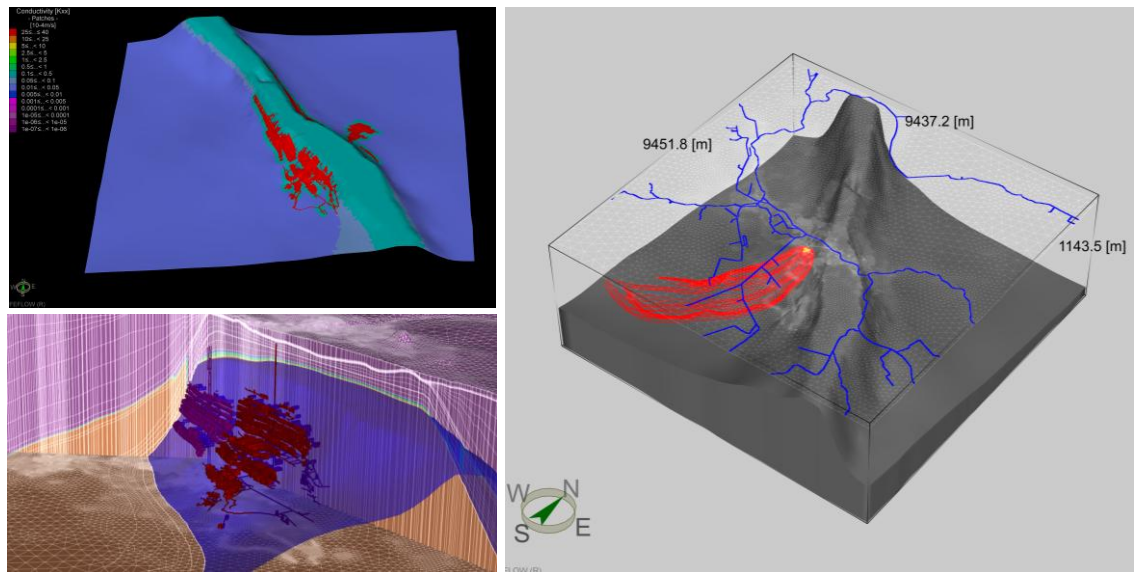 Conductivity [Kxx]
- Patches -
[10-4m/s]
25≤...≤ 40
10≤...< 25
5≤...< 10
2.5≤...< 5
1≤...< 2.5
0.5≤...< 1
0.1≤...< 0.5
0.05≤...< 0.1
0.01≤...< 0.05
0.005≤...< 0.01
0.001≤...< 0.005
0.0001≤...< 0.001
1e-05≤...< 0.0001
1e-06≤...< 1e-05
1e-07≤...< 1e-06
W E
FEFLOW (R)
9451.8 [m]
9437.2 [m]
1143.5 [m]
W N
S E
FEFLOW (R)